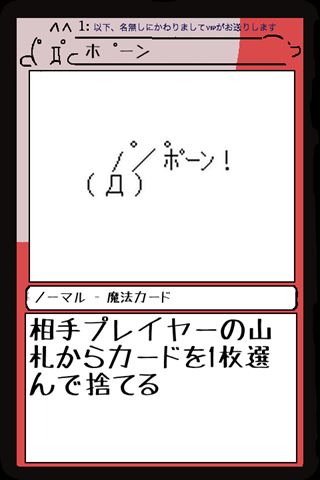 1: 以下、名無しにかわりましてVIPがお送りします
ポーン
ポーン!
(Д)
ノーマル - 魔法カード
相手プレイヤーの山
札からカードを1枚選
んで捨てる